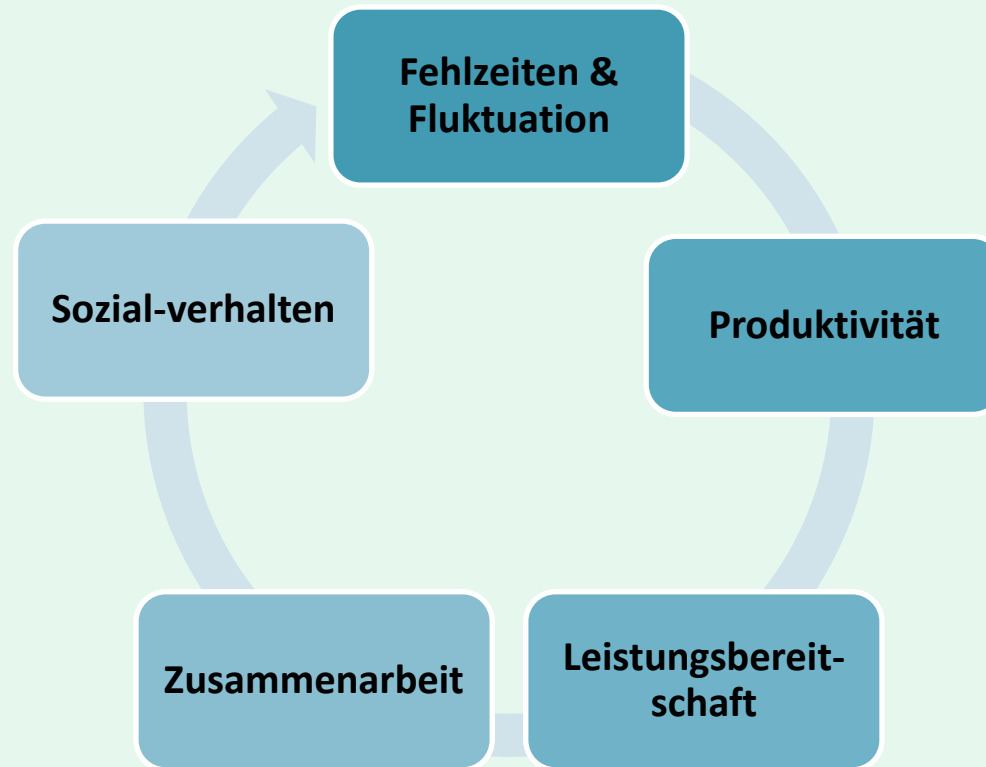 Fehlzeiten &
Fluktuation
Produktivität
Leistungsbereit-
schaft
Zusammenarbeit
Sozial-verhalten